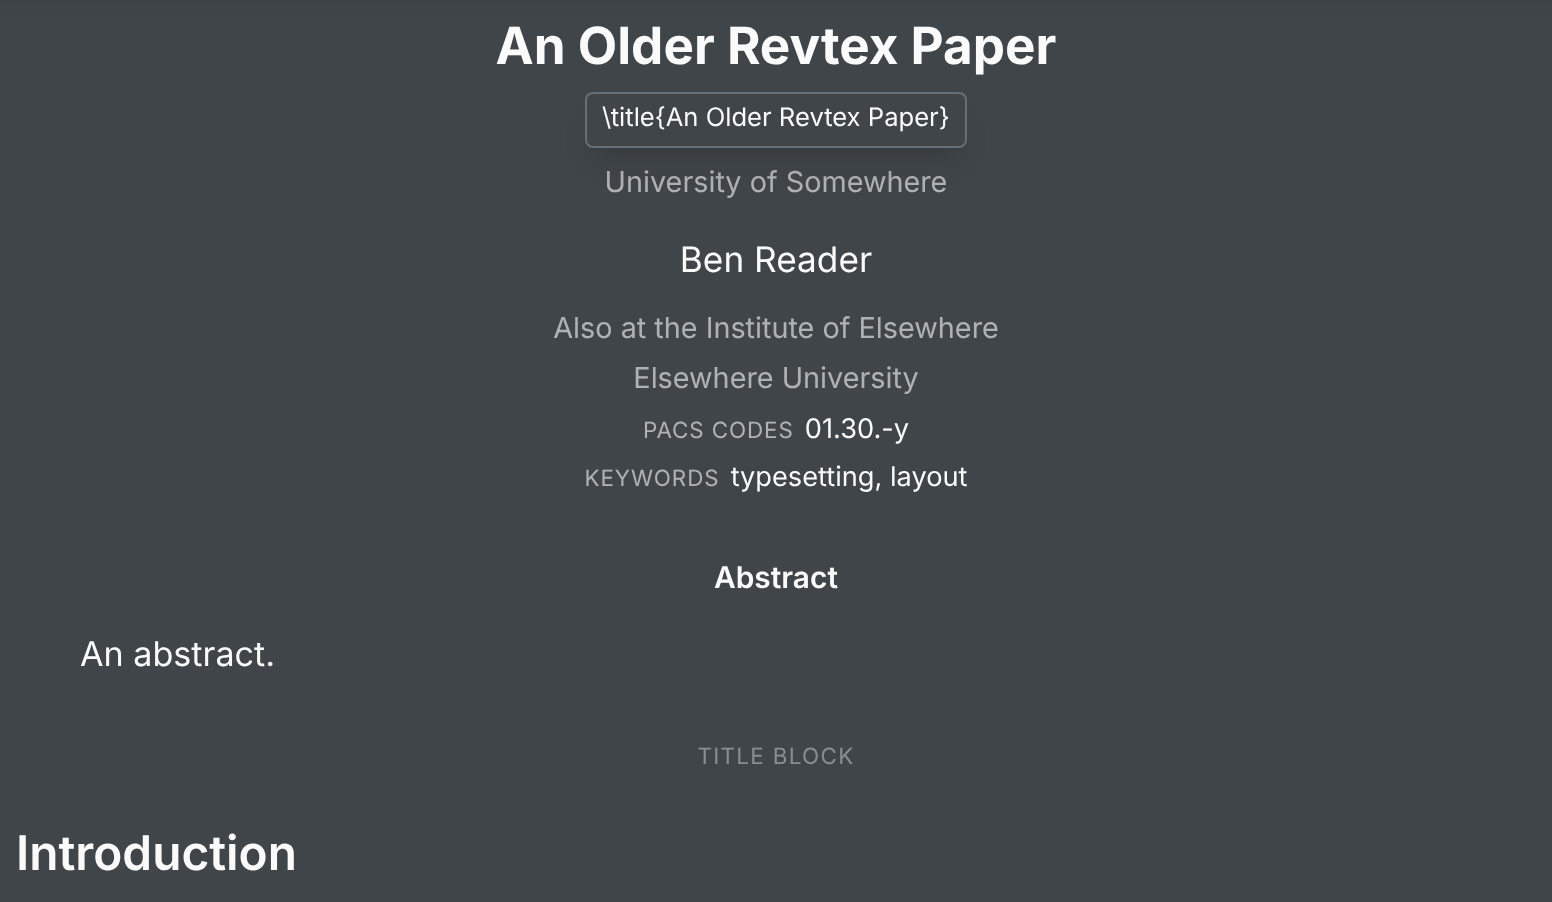 An Older Revtex Paper
\title{An Older Revtex Paper}
University of Somewhere
Ben Reader
Also at the Institute of Elsewhere
Elsewhere University
PACS CODES 01.30.-y
KEYWORDS typesetting, layout
Abstract
An abstract.
TITLE BLOCK
Introduction